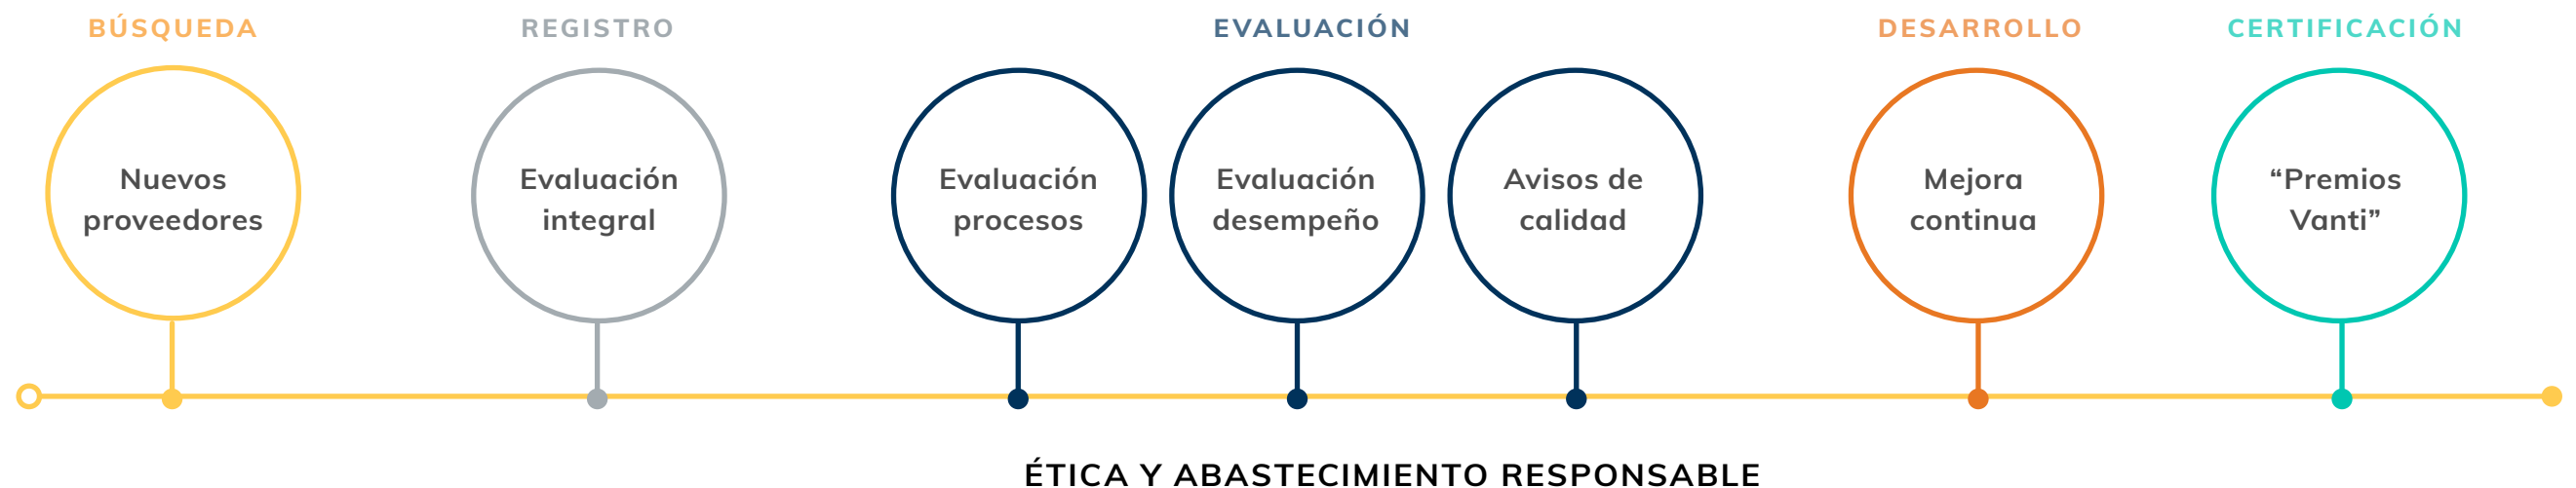 BÚSQUEDA
Nuevos
proveedores
REGISTRO
Evaluación
integral
EVALUACIÓN
Evaluación
procesos
Evaluación
desempeño
Avisos de
calidad
DESARROLLO
Mejora
continua
CERTIFICACIÓN
“Premios
Vanti”
ÉTICA Y ABASTECIMIENTO RESPONSABLE